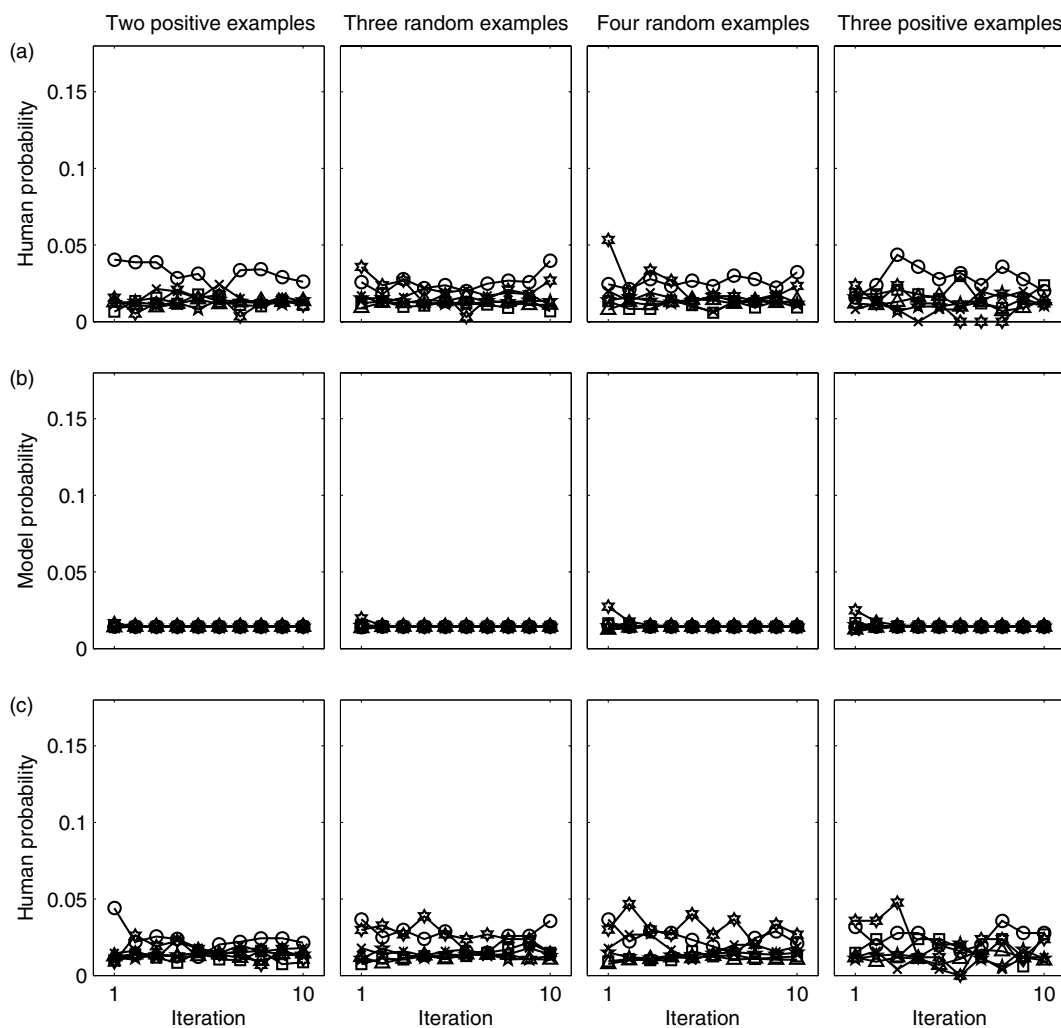 Two positive examples Three random examples Four random examples Three positive examples
(a)
Human probability
0.15
0.1
0.05
0
(b)
Model probability
0.15
0.1
0.05
0
(c)
Human probability
0.15
0.1
0.05
0
1 10 1 10 1 10 1 10
Iteration Iteration Iteration Iteration